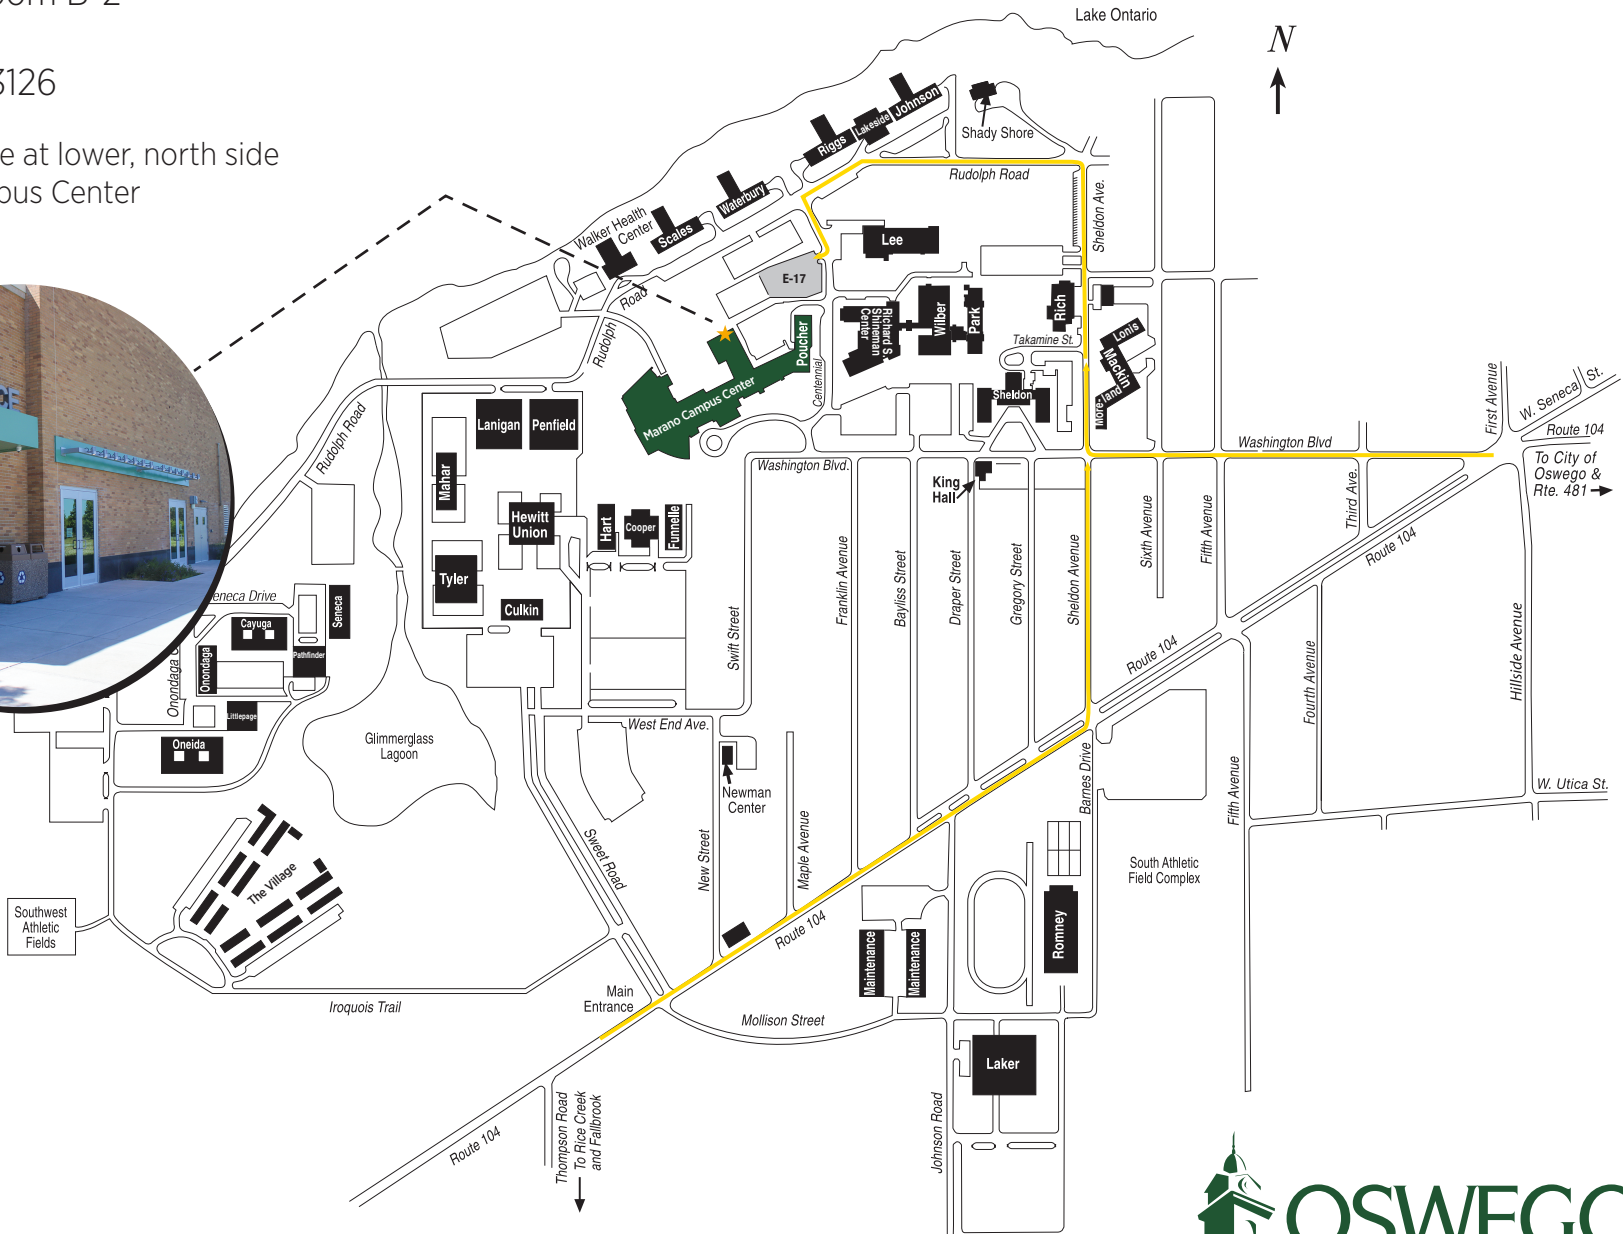 3126
e at lower, north side
pus Center
Lake Ontario
N
Johnson
Lakeside
Riggs
Shady Shore
Rudolph Road
Sheldon Ave.
Waterbury
Scales
Walker Health
Center
Lee
E-17
Rudolph
Road
Poucher
Centennial
Marano Campus Center
Richard S.
Shineman
Center
Wilber
Park
Rich
Takamine St.
Lonis
Mackin
More-
land
Sheldon
First Avenue
W. Seneca St.
Route 104
To City of
Oswego &
Rte. 481
Washington Blvd
Washington Blvd.
King
Hall
Rudolph Road
Lanigan
Penfield
Mahar
Hewitt
Union
Hart
Cooper
Funnelle
Tyler
Culkin
Swift Street
Franklin Avenue
Bayliss Street
Draper Street
Gregory Street
Sheldon Avenue
Sixth Avenue
Fifth Avenue
Third Ave.
Route 104
Hillside Avenue
Fourth Avenue
Route 104
Fifth Avenue
W. Utica St.
eneca Drive
Seneca
Cayuga
Pathfinder
Onondaga
Onondaga
Littlepage
Oneida
Glimmerglass
Lagoon
West End Ave.
Newman
Center
New Street
Maple Avenue
Sweet Road
Barnes Drive
South Athletic
Field Complex
The Village
Southwest
Athletic
Fields
Iroquois Trail
Main
Entrance
Route 104
Mollison Street
Maintenance
Maintenance
Romney
Laker
Johnson Road
Route 104
Thompson Road
To Rice Creek
and Fallbrook
OSWEGO